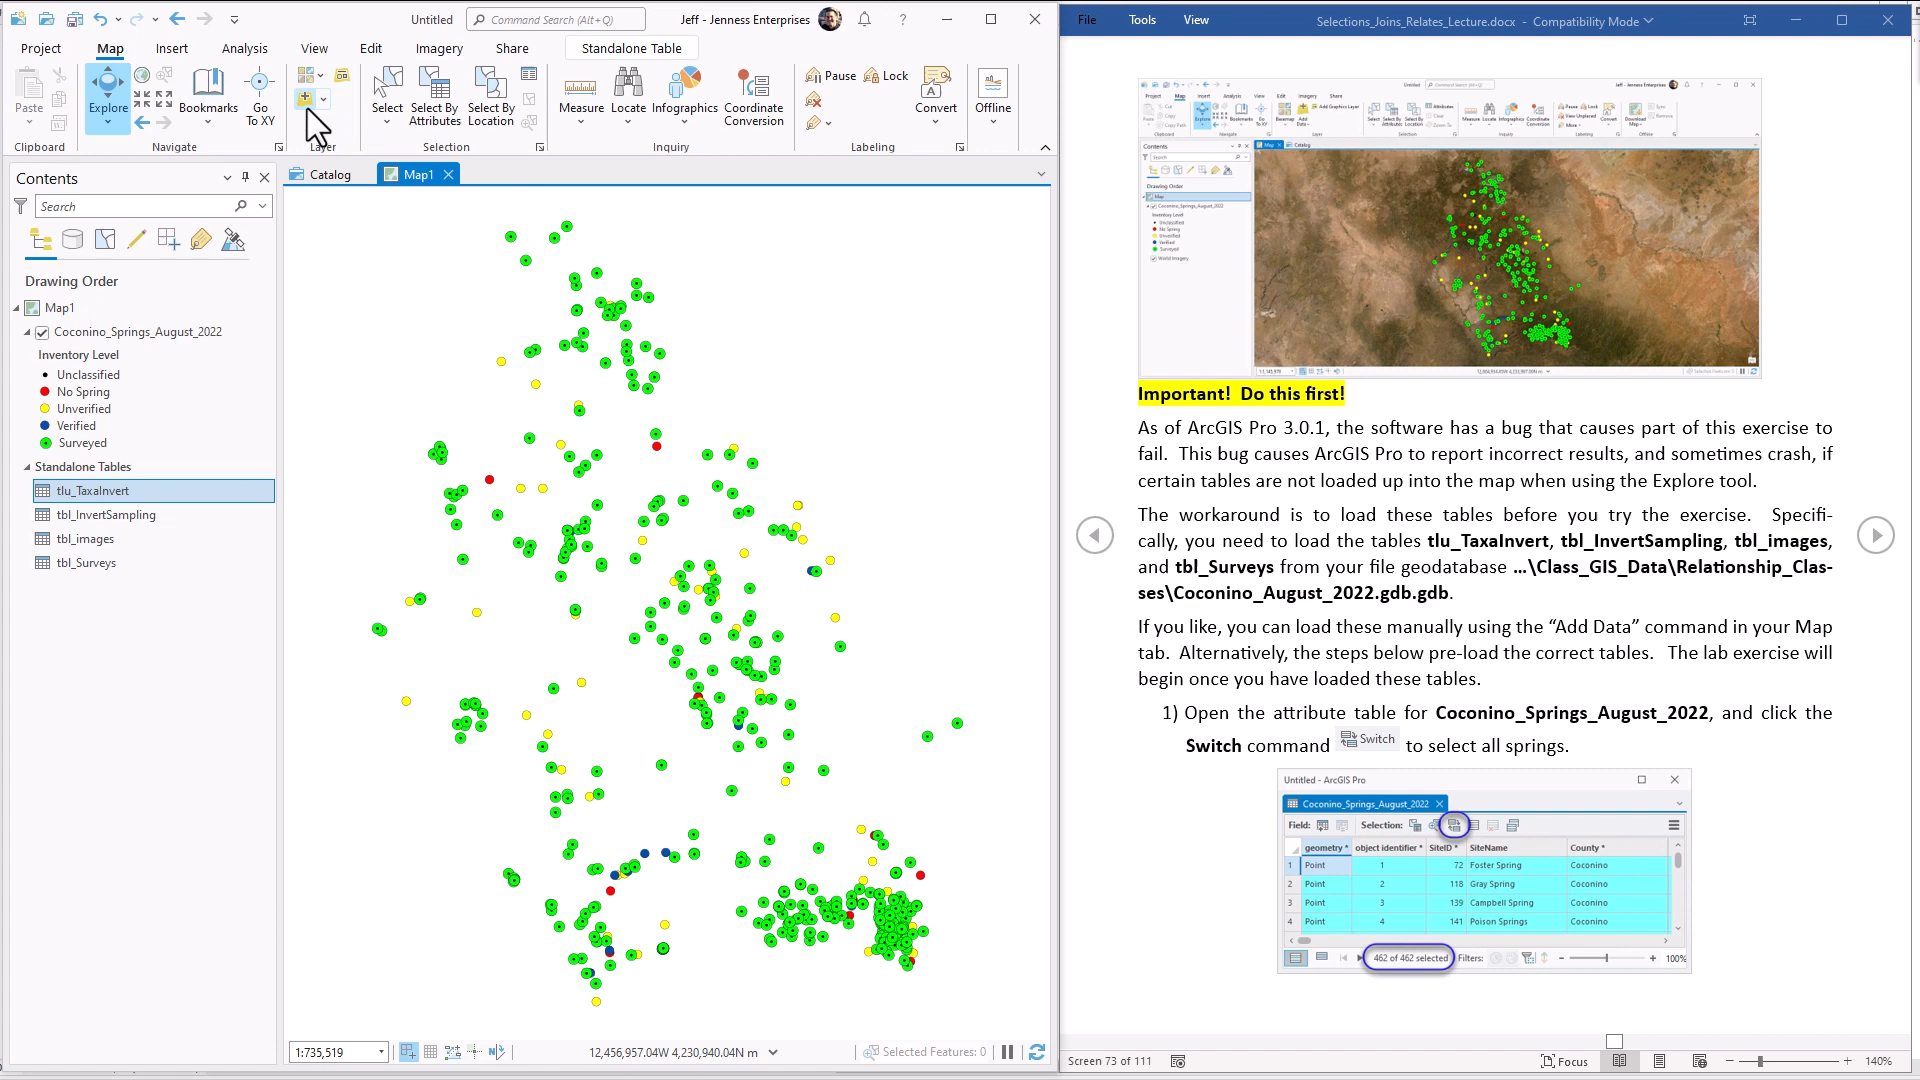 Untitled
Command Search (Alt+Q)
Jeff - Jenness Enterprises
?
Project
Map
Insert
Analysis
View
Edit
Imagery
Share
Standalone Table
Paste
Explore
Bookmarks
Go
To XY
Select
Select By
Attributes
Select By
Location
Measure
Locate
Infographics
Coordinate
Conversion
Pause
Lock
Convert
Offline
Clipboard
Navigate
Layer
Selection
Inquiry
Labeling
Contents
Search
Drawing Order
Map1
Coconino_Springs_August_2022
Inventory Level
Unclassified
No Spring
Unverified
Verified
Surveyed
Standalone Tables
tlu_TaxaInvert
tbl_InvertSampling
tbl_images
tbl_Surveys
Catalog
Map1
1:735,519
12,456,957.04W 4,230,940.04N m
Selected Features: 0
File
Tools
View
Selections_Joins_Relates_Lecture.docx - Compatibility Mode
Important!  Do this first!
As of ArcGIS Pro 3.0.1, the software has a bug that causes part of this exercise to
fail.  This bug causes ArcGIS Pro to report incorrect results, and sometimes crash, if
certain tables are not loaded up into the map when using the Explore tool.
The workaround is to load these tables before you try the exercise.  Specifi-
cally, you need to load the tables tlu_TaxaInvert, tbl_InvertSampling, tbl_images,
and tbl_Surveys from your file geodatabase …\Class_GIS_Data\Relationship_Clas-
ses\Coconino_August_2022.gdb.gdb.
If you like, you can load these manually using the “Add Data” command in your Map
tab.  Alternatively, the steps below pre-load the correct tables.  The lab exercise will
begin once you have loaded these tables.
1) Open the attribute table for Coconino_Springs_August_2022, and click the
Switch command Switch to select all springs.
Untitled - ArcGIS Pro
Coconino_Springs_August_2022
Field:
Selection:
geometry * object identifier * SiteID * SiteName County *
1 Point 1 72 Foster Spring Coconino
2 Point 2 118 Gray Spring Coconino
3 Point 3 139 Campbell Spring Coconino
4 Point 4 141 Poison Springs Coconino
462 of 462 selected
Filters:
100%
Screen 73 of 111
Focus
140%